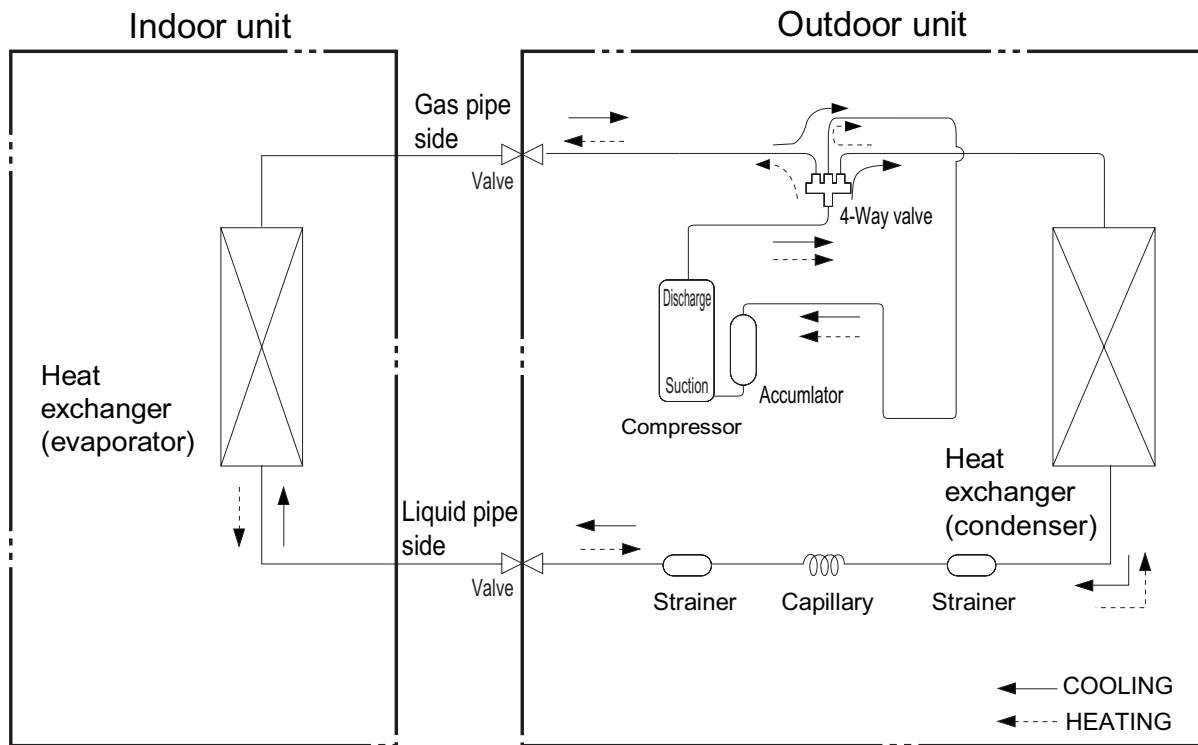 Indoor unit
Outdoor unit
Gas pipe
side
Valve
4-Way valve
Discharge
Suction
Accumlator
Compressor
Heat
exchanger
(evaporator)
Heat
exchanger
(condenser)
Liquid pipe
side
Valve
Strainer
Capillary
Strainer
COOLING
HEATING